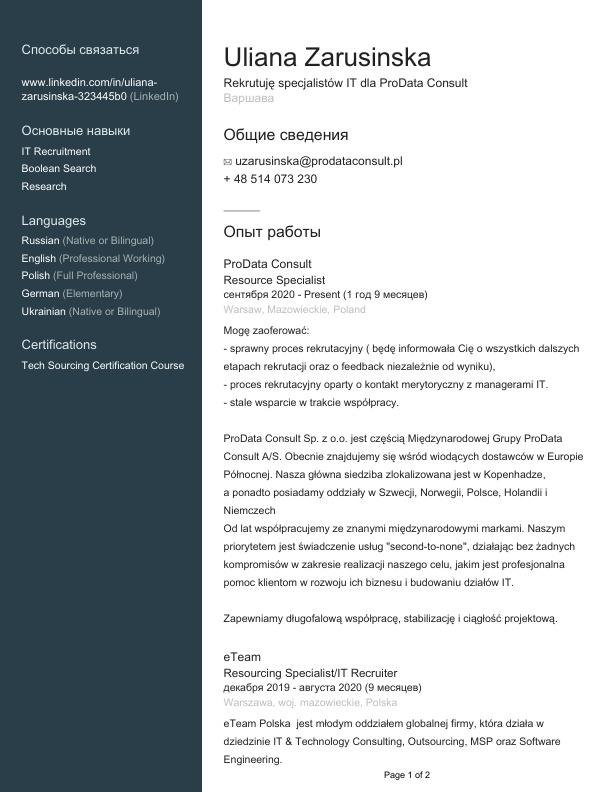 Способы связаться
www.linkedin.com/in/uliana-
zarusinska-323445b0 (LinkedIn)
Основные навыки
IT Recruitment
Boolean Search
Research
Languages
Russian (Native or Bilingual)
English (Professional Working)
Polish (Full Professional)
German (Elementary)
Ukrainian (Native or Bilingual)
Certifications
Tech Sourcing Certification Course
Uliana Zarusinska
Rekrutuję specjalistów IT dla ProData Consult
Варшава
Общие сведения
✉ uzarusinska@prodataconsult.pl
+ 48 514 073 230
Опыт работы
ProData Consult
Resource Specialist
сентября 2020 - Present (1 год 9 месяцев)
Warsaw, Mazowieckie, Poland
Mogę zaoferować:
- sprawny proces rekrutacyjny ( będę informowała Cię o wszystkich dalszych
etapach rekrutacji oraz o feedback niezależnie od wyniku),
- proces rekrutacyjny oparty o kontakt merytoryczny z managerami IT.
- stale wsparcie w trakcie współpracy.
ProData Consult Sp. z o.o. jest częścią Międzynarodowej Grupy ProData
Consult A/S. Obecnie znajdujemy się wśród wiodących dostawców w Europie
Północnej. Nasza główna siedziba zlokalizowana jest w Kopenhadze,
a ponadto posiadamy oddziały w Szwecji, Norwegii, Polsce, Holandii i
Niemczech
Od lat współpracujemy ze znanymi międzynarodowymi markami. Naszym
priorytetem jest świadczenie usług "second-to-none", działając bez żadnych
kompromisów w zakresie realizacji naszego celu, jakim jest profesjonalna
pomoc klientom w rozwoju ich biznesu i budowaniu działów IT.
Zapewniamy długofalową współpracę, stabilizację i ciągłość projektową.
eTeam
Resourcing Specialist/IT Recruiter
декабря 2019 - августа 2020 (9 месяцев)
Warszawa, woj. mazowieckie, Polska
eTeam Polska  jest młodym oddziałem globalnej firmy, która działa w
dziedzinie IT & Technology Consulting, Outsourcing, MSP oraz Software
Engineering.
Page 1 of 2